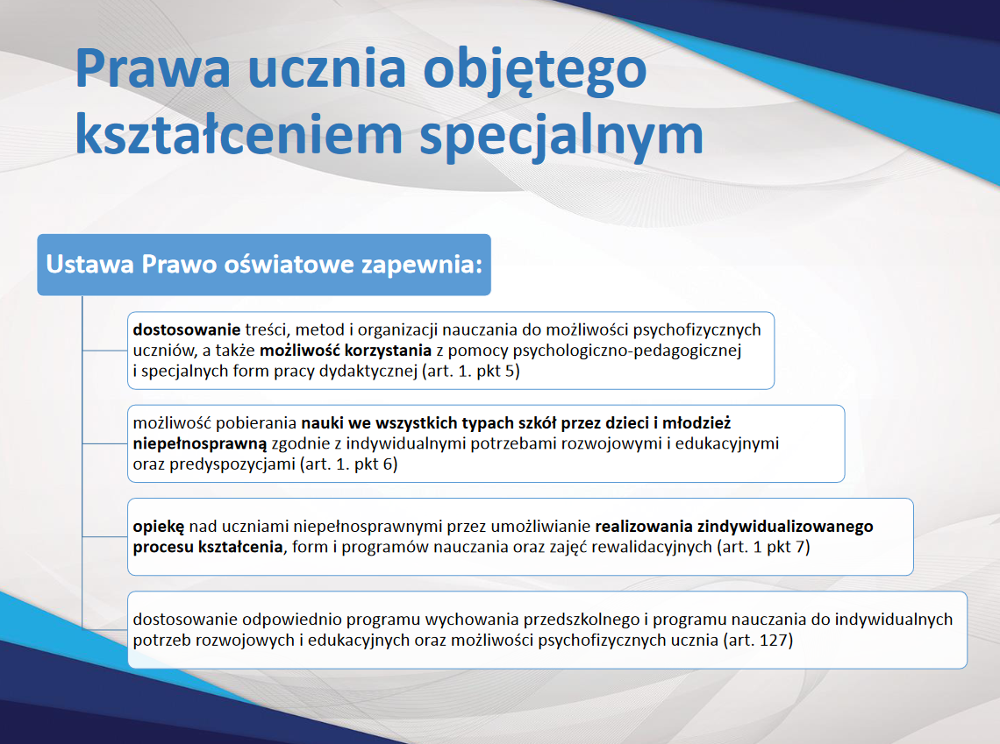 Prawa ucznia objętego
kształceniem specjalnym
Ustawa Prawo oświatowe zapewnia:
dostosowanie treści, metod i organizacji nauczania do możliwości psychofizycznych
uczniów, a także możliwość korzystania z pomocy psychologiczno-pedagogicznej
i specjalnych form pracy dydaktycznej (art. 1. pkt 5)
możliwość pobierania nauki we wszystkich typach szkół przez dzieci i młodzież
niepełnosprawną zgodnie z indywidualnymi potrzebami rozwojowymi i edukacyjnymi
oraz predyspozycjami (art. 1. pkt 6)
opiekę nad uczniami niepełnosprawnymi przez umożliwianie realizowania zindywidualizowanego
procesu kształcenia, form i programów nauczania oraz zajęć rewalidacyjnych (art. 1 pkt 7)
dostosowanie odpowiednio programu wychowania przedszkolnego i programu nauczania do indywidualnych
potrzeb rozwojowych i edukacyjnych oraz możliwości psychofizycznych ucznia (art. 127)